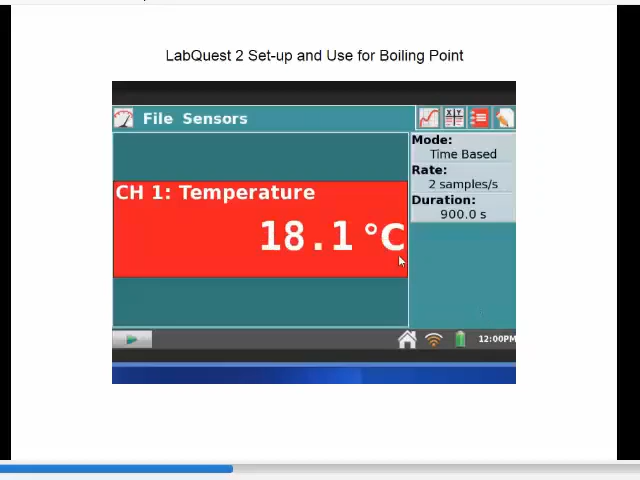 LabQuest 2 Set-up and Use for Boiling Point
File Sensors
X Y
Mode:
Time Based
Rate:
2 samples/s
Duration:
900.0 s
CH 1: Temperature
18.1 °C
12:00PM